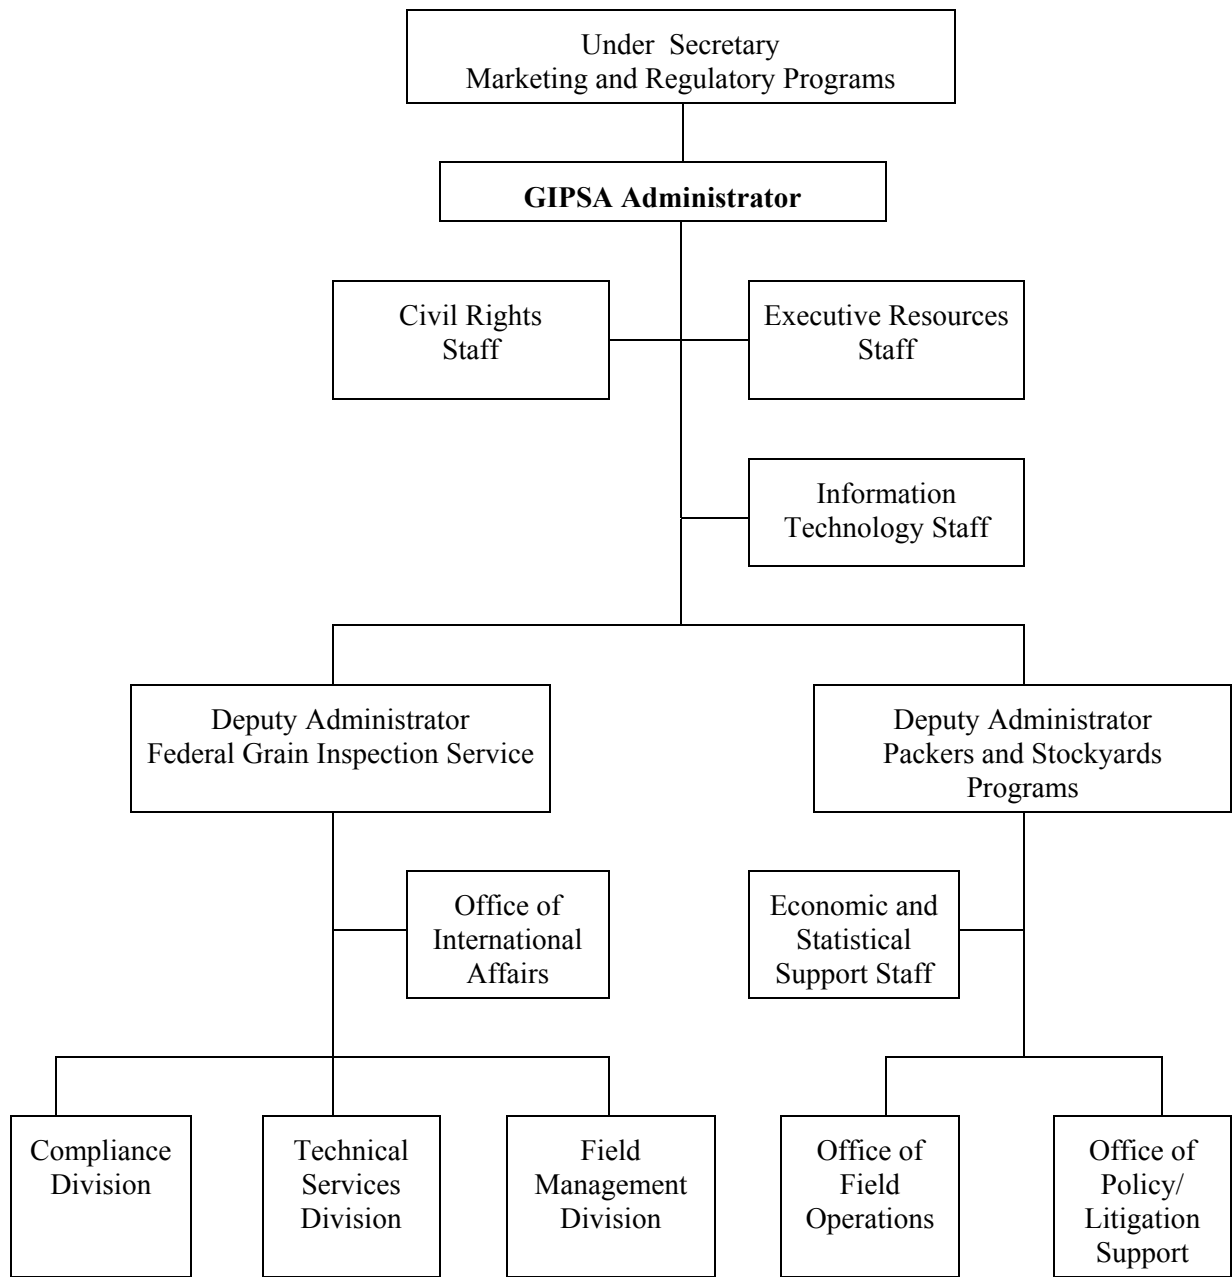 Under Secretary
Marketing and Regulatory Programs
GIPSA Administrator
Civil Rights
Staff
Executive Resources
Staff
Information
Technology Staff
Deputy Administrator
Federal Grain Inspection Service
Deputy Administrator
Packers and Stockyards
Programs
Office of
International
Affairs
Economic and
Statistical
Support Staff
Compliance
Division
Technical
Services
Division
Field
Management
Division
Office of
Field
Operations
Office of
Policy/
Litigation
Support